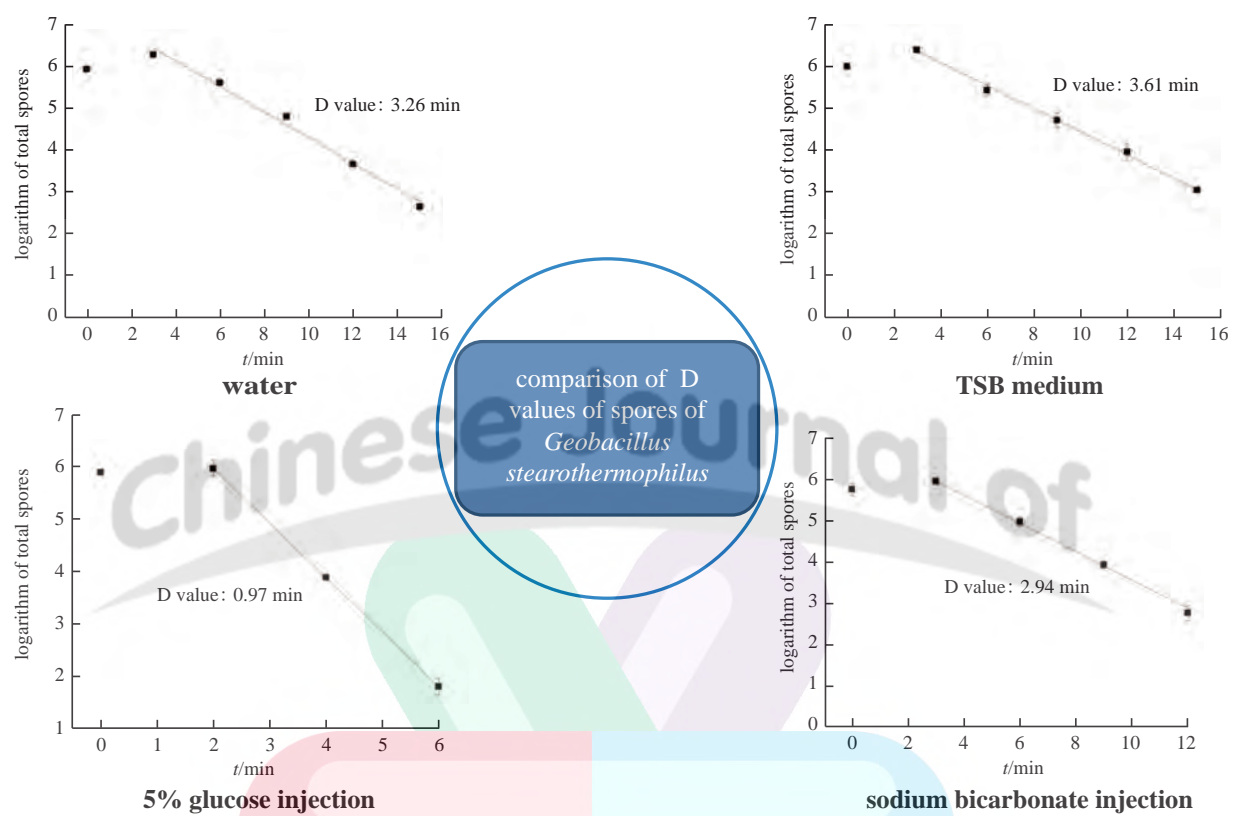 7
6
5
4
3
2
1
0
logarithm of total spores
D value: 3.26 min
0 2 4 6 8 10 12 14 16
t/min
water
7
6
5
4
3
2
1
0
logarithm of total spores
D value: 3.61 min
0 2 4 6 8 10 12 14 16
t/min
TSB medium
comparison of D
values of spores of
Geobacillus
stearothermophilus
Chinese Journal of
7
6
5
4
3
2
1
logarithm of total spores
D value: 0.97 min
0 1 2 3 4 5 6
t/min
5% glucose injection
7
6
5
4
3
2
1
0
logarithm of total spores
D value: 2.94 min
0 2 4 6 8 10 12
t/min
sodium bicarbonate injection